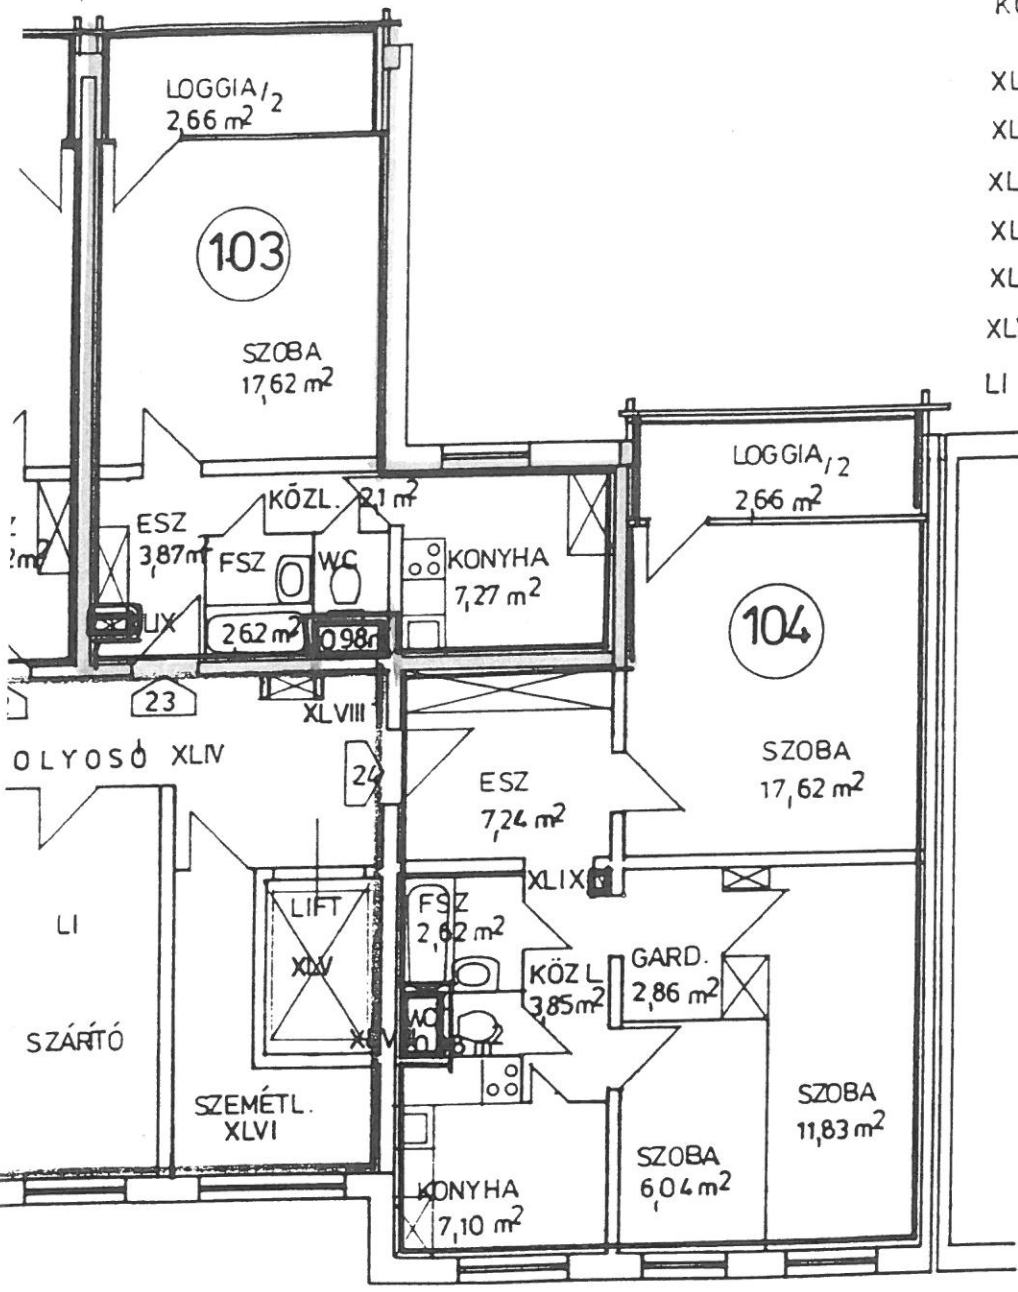 LOGGIA/2
2,66 m²
103
SZOBA
17,62 m²
XL
XL
XL
XL
XL
LI
LOGGIA/2
2,66 m²
KÖZL. 2,1 m²
ESZ
3,87 m²
FSZ
WC
KONYHA
7,27 m²
2,62 m²
0,98
104
23
XLVIII
OLYOSÓ XLIV
24
ESZ
7,24 m²
SZOBA
17,62 m²
LIFT
XLV
LI
SZÁRÍTÓ
XLIX
FSZ
2,62 m²
KÖZL
3,85 m²
GARD.
2,86 m²
SZEMÉTL.
XLVI
SZOBA
11,83 m²
SZOBA
6,04 m²
KONYHA
7,10 m²